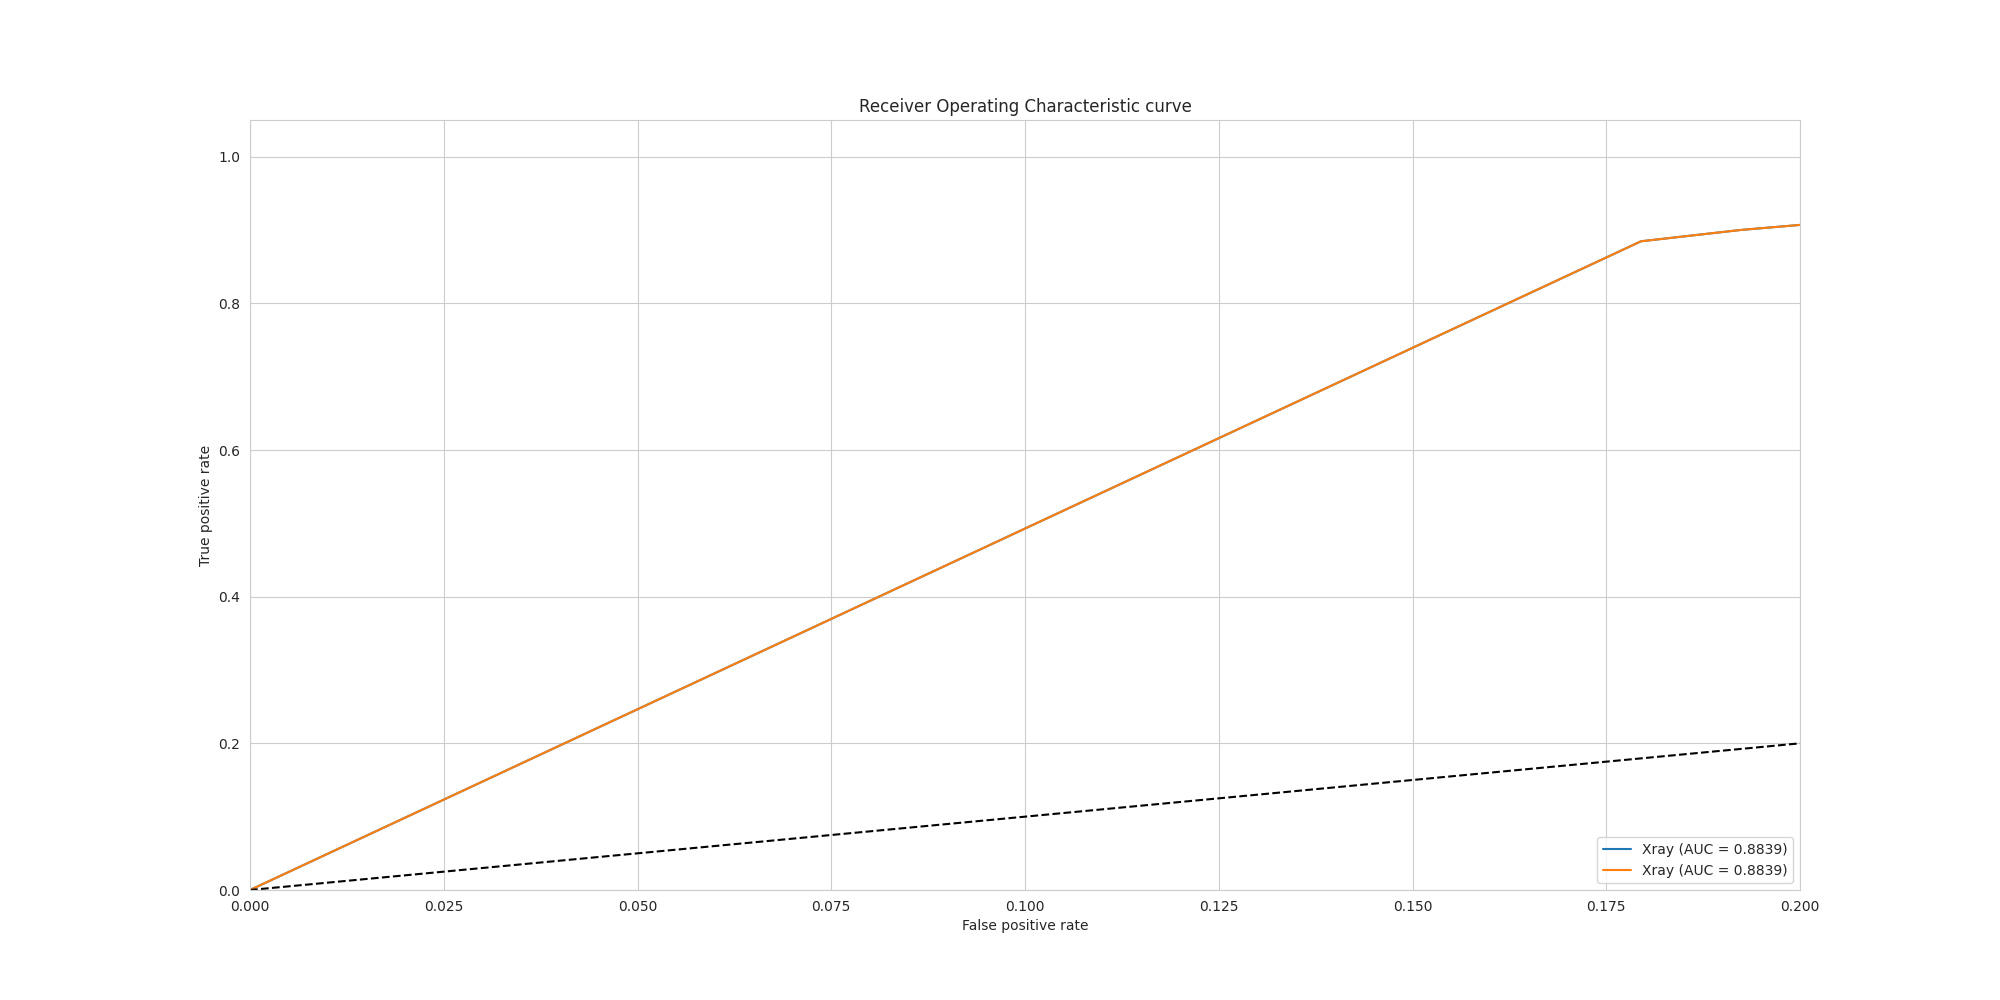 Receiver Operating Characteristic curve
1.0
0.8
0.6
0.4
0.2
0.0
True positive rate
0.000 0.025 0.050 0.075 0.100 0.125 0.150 0.175 0.200
False positive rate
Xray (AUC = 0.8839)
Xray (AUC = 0.8839)